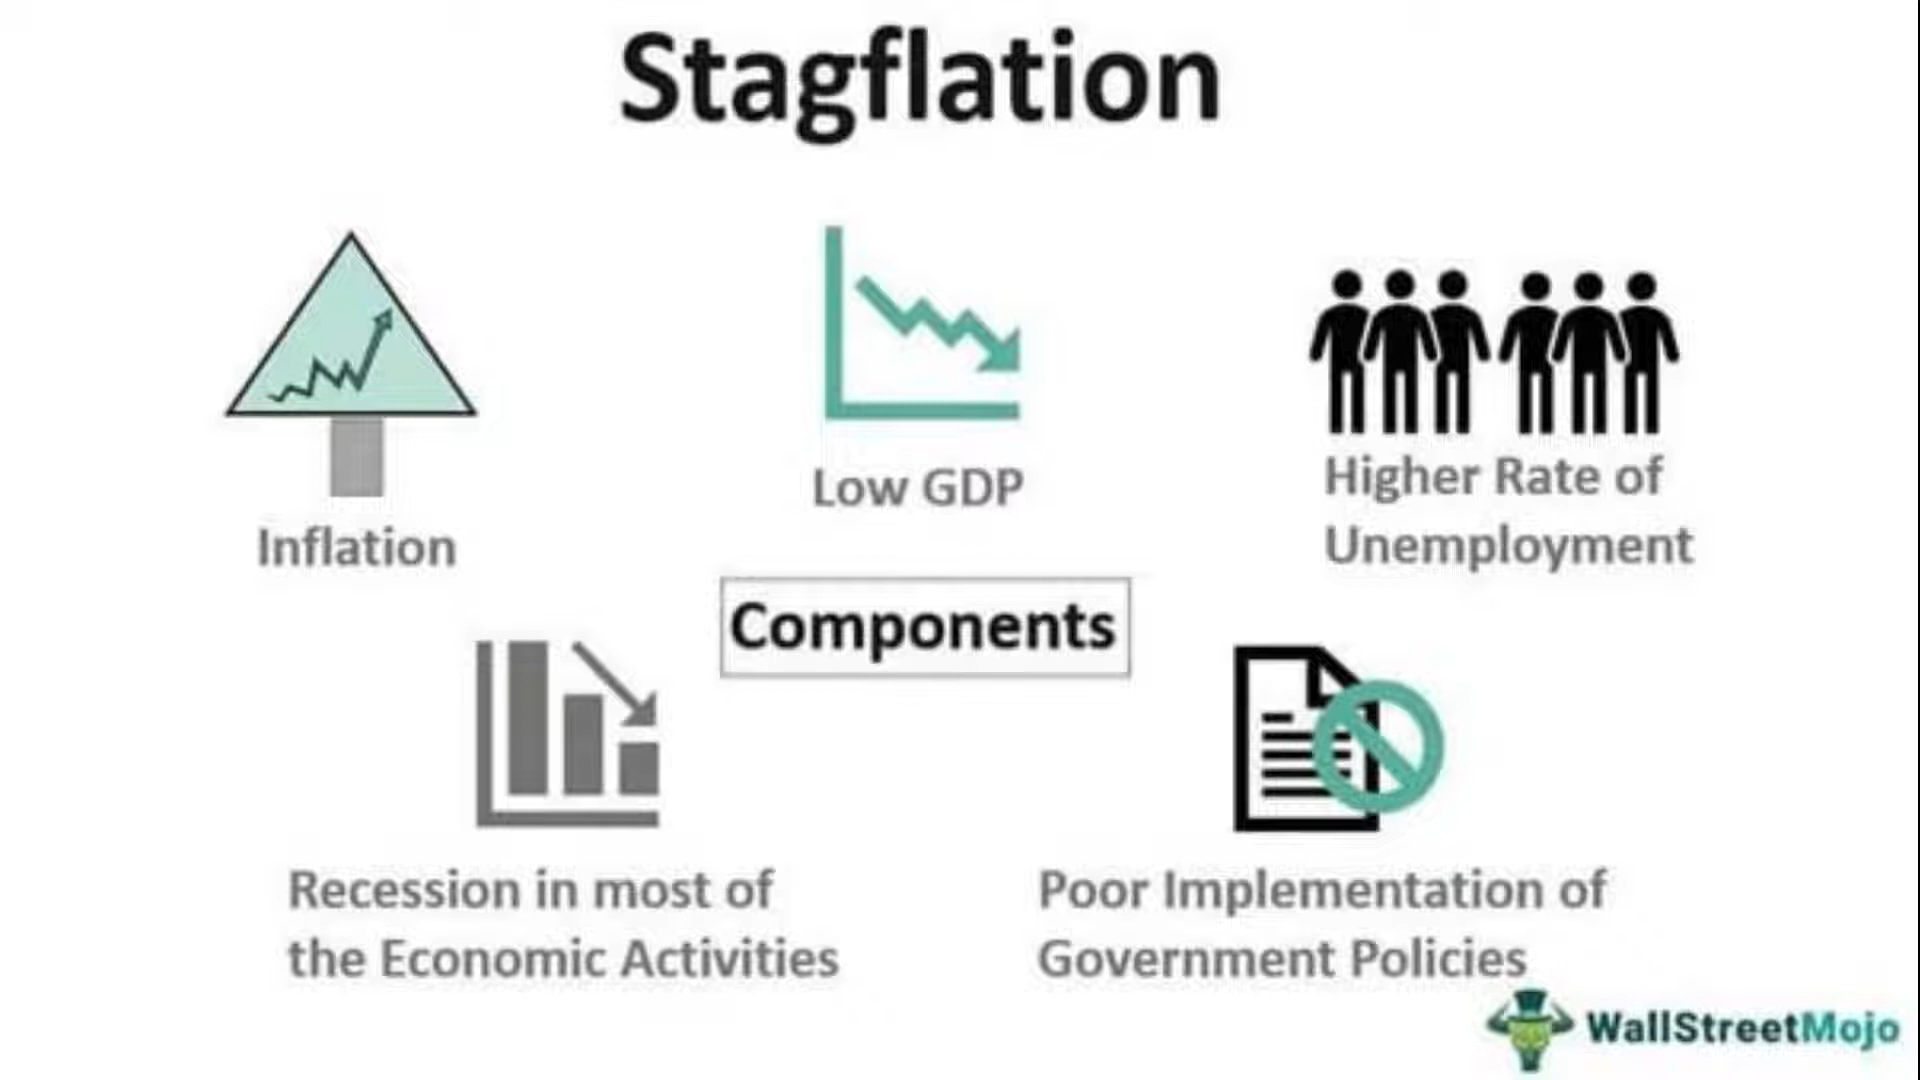 Stagflation
Inflation
Low GDP
Higher Rate of
Unemployment
Components
Recession in most of
the Economic Activities
Poor Implementation of
Government Policies
WallStreetMojo